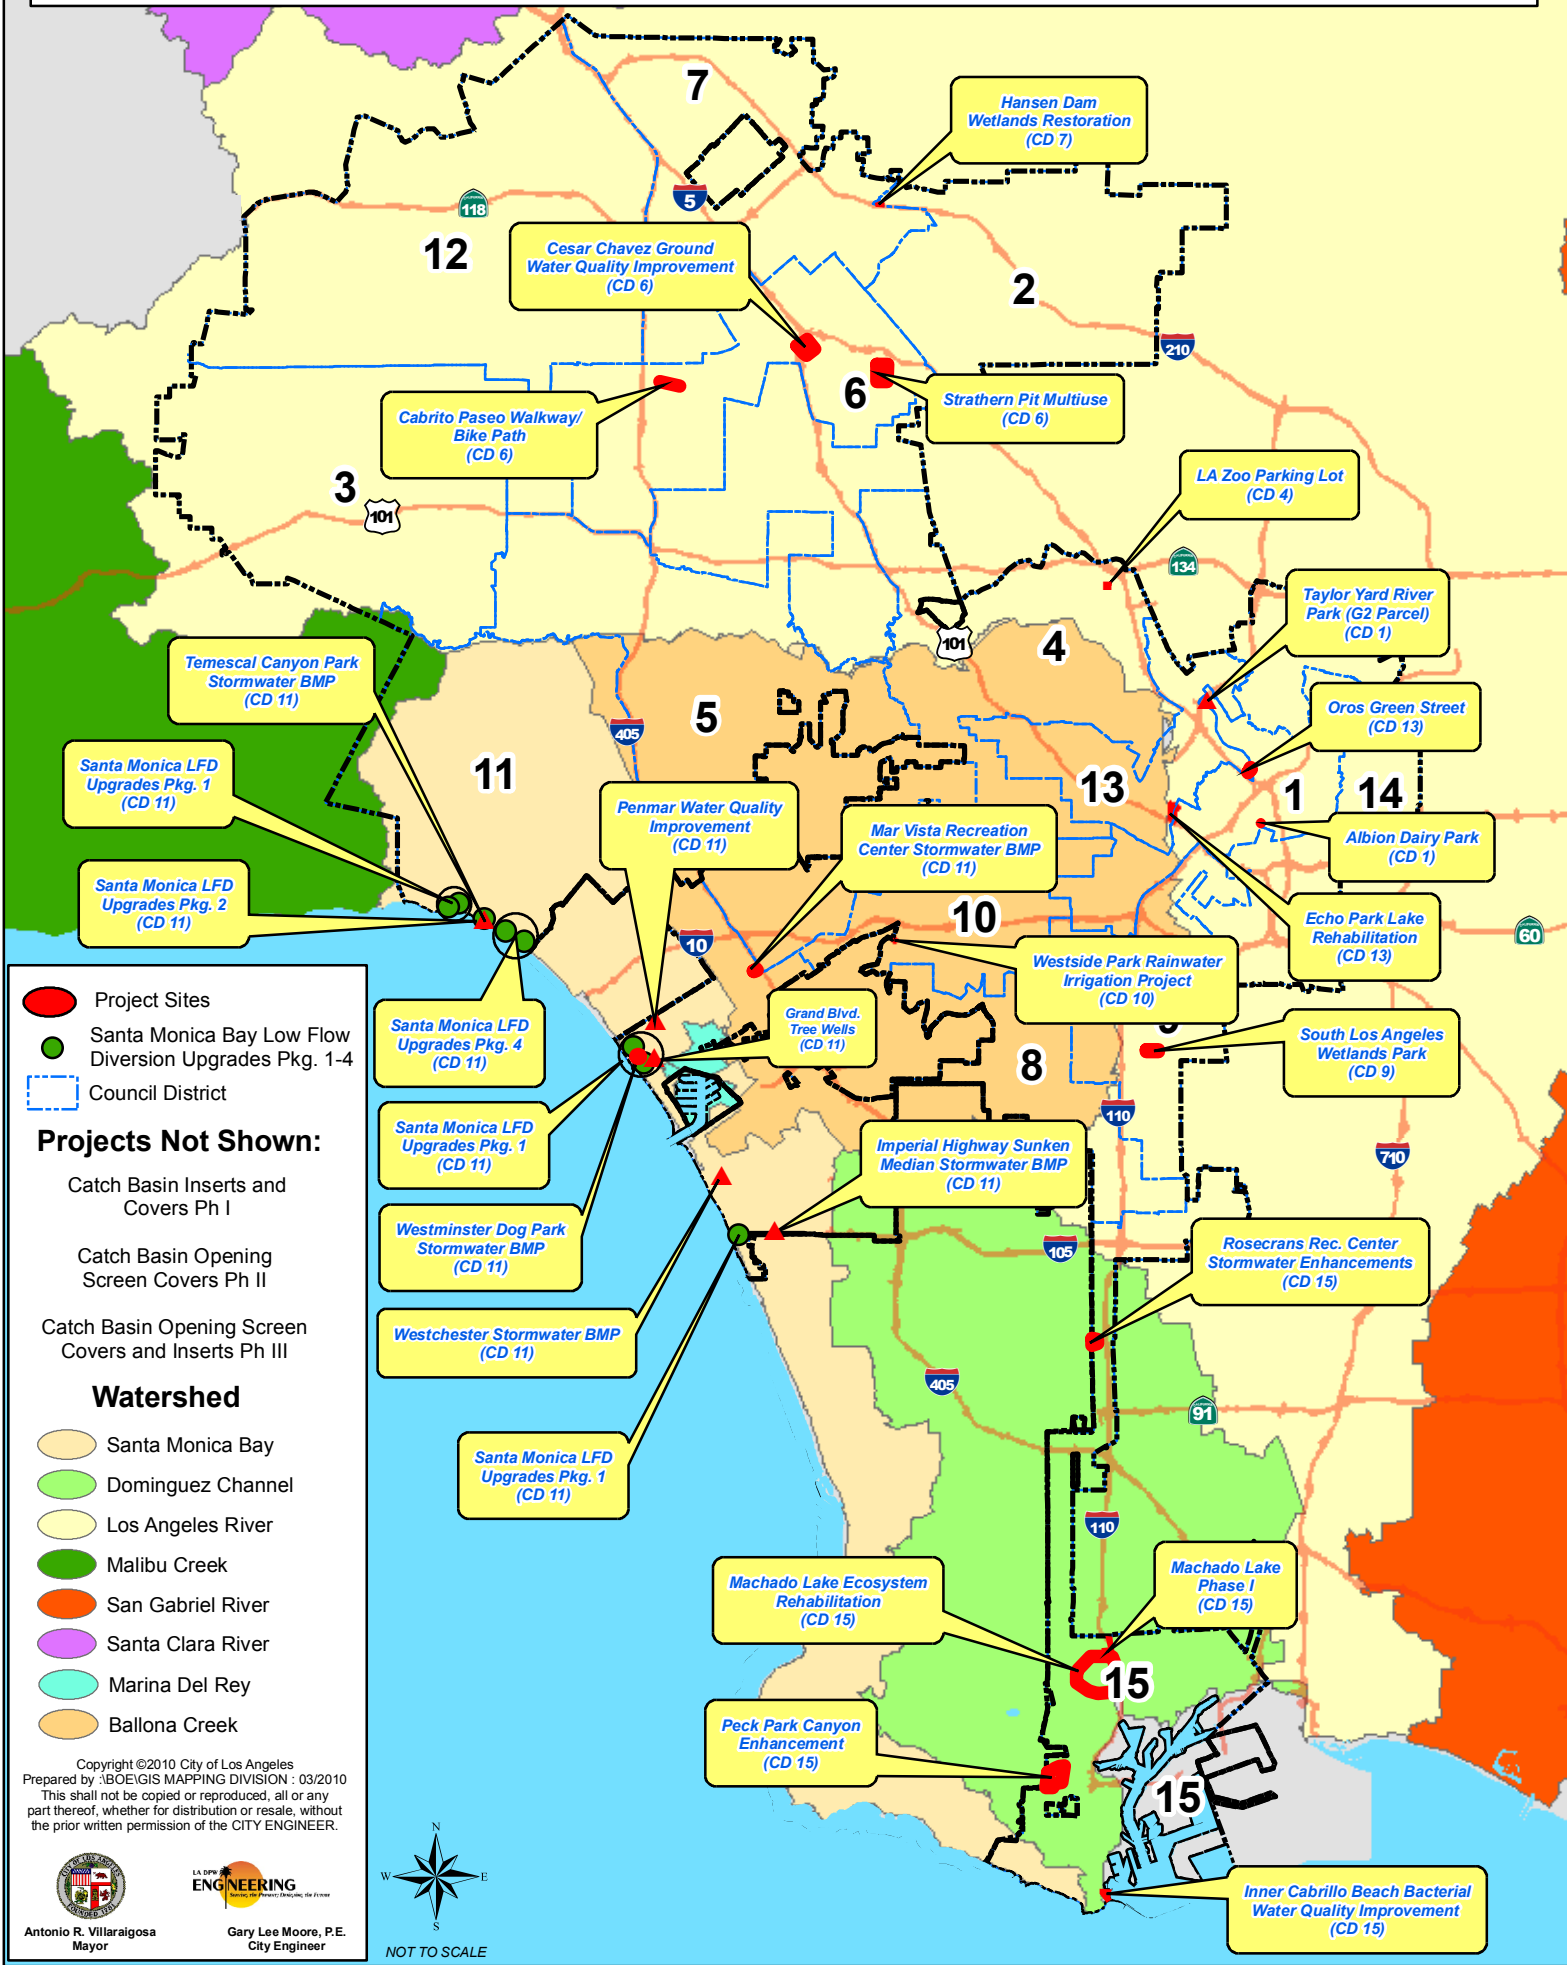 7
Hansen Dam
Wetlands Restoration
(CD 7)
5
118
12
Cesar Chavez Ground
Water Quality Improvement
(CD 6)
2
210
6
Strathern Pit Multiuse
(CD 6)
Cabrito Paseo Walkway/
Bike Path
(CD 6)
3
101
LA Zoo Parking Lot
(CD 4)
134
Taylor Yard River
Park (G2 Parcel)
(CD 1)
101
4
Temescal Canyon Park
Stormwater BMP
(CD 11)
5
405
Oros Green Street
(CD 13)
Santa Monica LFD
Upgrades Pkg. 1
(CD 11)
11
13
1
14
Penmar Water Quality
Improvement
(CD 11)
Mar Vista Recreation
Center Stormwater BMP
(CD 11)
Albion Dairy Park
(CD 1)
Santa Monica LFD
Upgrades Pkg. 2
(CD 11)
10
10
Echo Park Lake
Rehabilitation
(CD 13)
60
Westside Park Rainwater
Irrigation Project
(CD 10)
Project Sites
Santa Monica Bay Low Flow
Diversion Upgrades Pkg. 1-4
Council District
Santa Monica LFD
Upgrades Pkg. 4
(CD 11)
Grand Blvd.
Tree Wells
(CD 11)
8
South Los Angeles
Wetlands Park
(CD 9)
110
710
Projects Not Shown:
Catch Basin Inserts and
Covers Ph I
Catch Basin Opening
Screen Covers Ph II
Catch Basin Opening Screen
Covers and Inserts Ph III
Santa Monica LFD
Upgrades Pkg. 1
(CD 11)
Imperial Highway Sunken
Median Stormwater BMP
(CD 11)
Westminster Dog Park
Stormwater BMP
(CD 11)
105
Rosecrans Rec. Center
Stormwater Enhancements
(CD 15)
Westchester Stormwater BMP
(CD 11)
405
CALIFORNIA
91
Santa Monica LFD
Upgrades Pkg. 1
(CD 11)
110
Watershed
Santa Monica Bay
Dominguez Channel
Los Angeles River
Malibu Creek
San Gabriel River
Santa Clara River
Marina Del Rey
Ballona Creek
Machado Lake Ecosystem
Rehabilitation
(CD 15)
Machado Lake
Phase I
(CD 15)
15
Peck Park Canyon
Enhancement
(CD 15)
15
Inner Cabrillo Beach Bacterial
Water Quality Improvement
(CD 15)
Copyright ©2010 City of Los Angeles
Prepared by :\BOE\GIS MAPPING DIVISION : 03/2010
This shall not be copied or reproduced, all or any
part thereof, whether for distribution or resale, without
the prior written permission of the CITY ENGINEER.
LA DPW
ENGINEERING
Serving the Present; Designing the Future
Antonio R. Villaraigosa
Mayor
Gary Lee Moore, P.E.
City Engineer
N
W
E
S
NOT TO SCALE